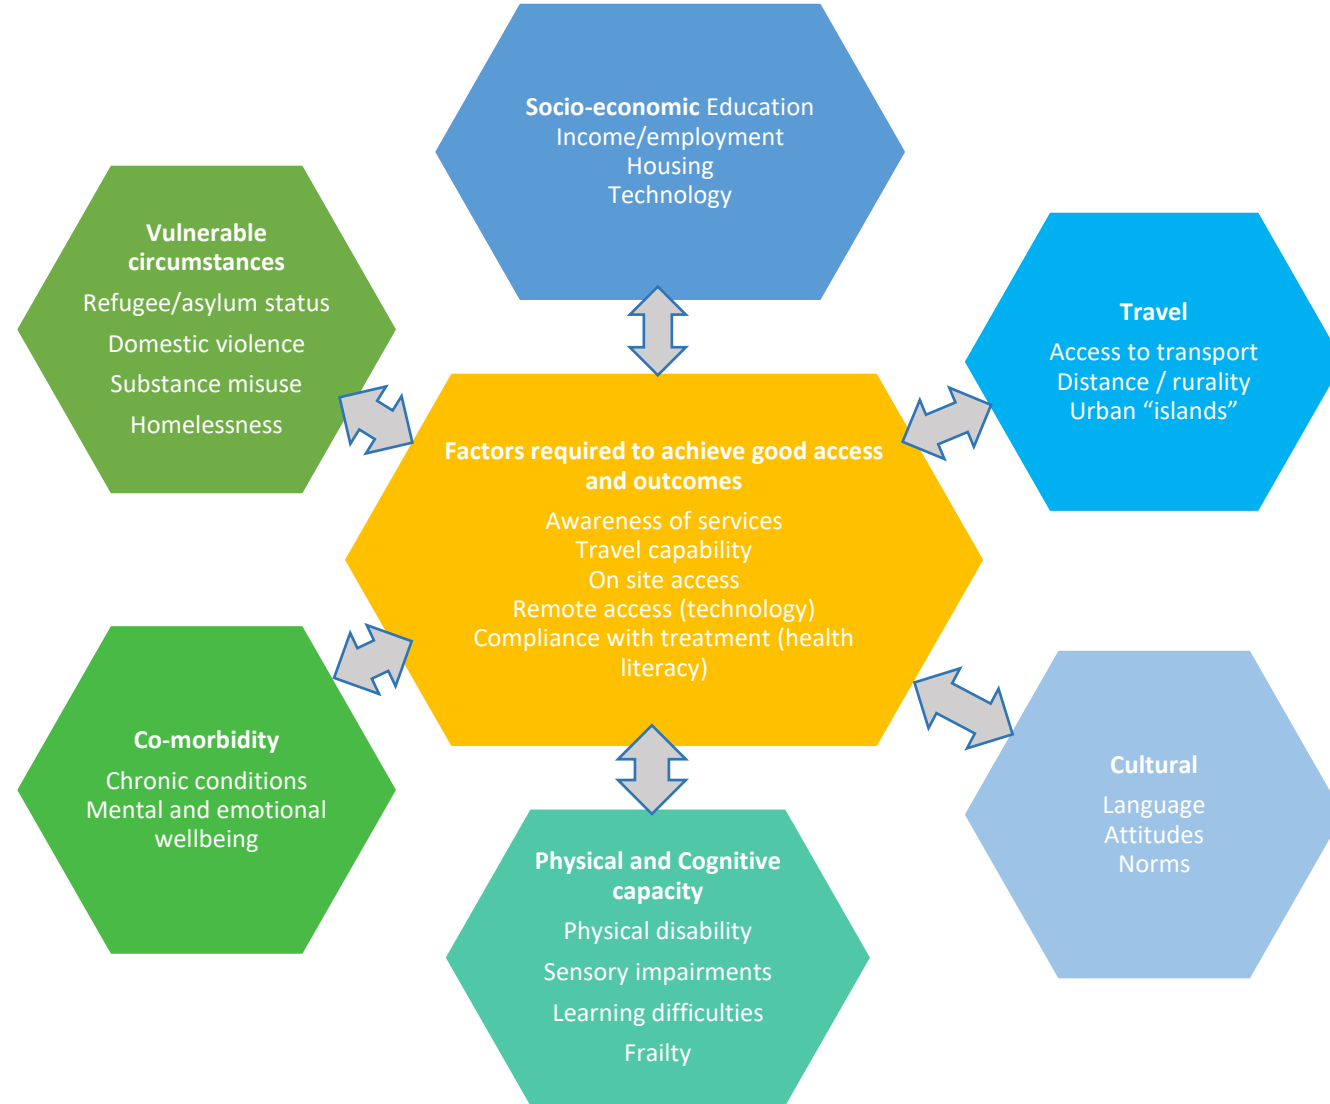 Socio-economic Education
Income/employment
Housing
Technology
Vulnerable
circumstances
Refugee/asylum status
Domestic violence
Substance misuse
Homelessness
Travel
Access to transport
Distance / rurality
Urban “islands”
Factors required to achieve good access
and outcomes
Awareness of services
Travel capability
On site access
Remote access (technology)
Compliance with treatment (health
literacy)
Co-morbidity
Chronic conditions
Mental and emotional
wellbeing
Cultural
Language
Attitudes
Norms
Physical and Cognitive
capacity
Physical disability
Sensory impairments
Learning difficulties
Frailty